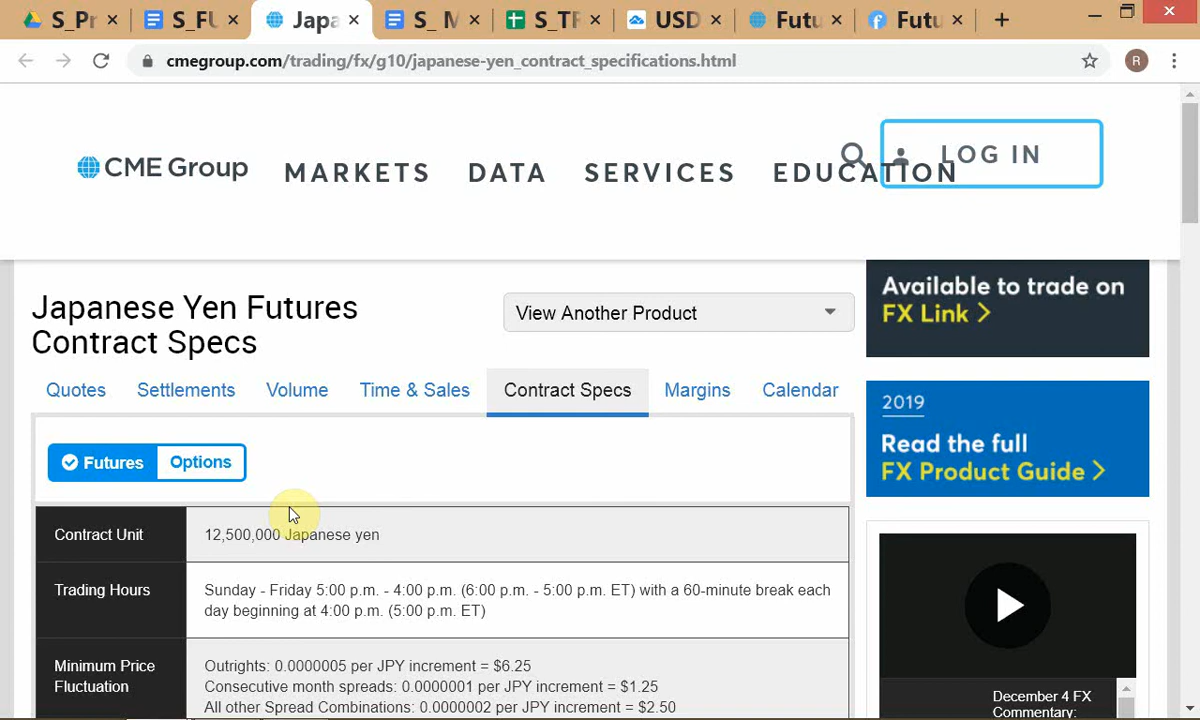 S_Pr
S_FU
Japa
S_ M
S_TF
USD
Futu
Futu
cmegroup.com/trading/fx/g10/japanese-yen_contract_specifications.html
R
CME Group
MARKETS
DATA
SERVICES
EDUCATION
LOG IN
Japanese Yen Futures
Contract Specs
View Another Product
Available to trade on
FX Link >
Quotes
Settlements
Volume
Time & Sales
Contract Specs
Margins
Calendar
2019
Read the full
FX Product Guide >
Futures
Options
Contract Unit
12,500,000 Japanese yen
Trading Hours
Sunday - Friday 5:00 p.m. - 4:00 p.m. (6:00 p.m. - 5:00 p.m. ET) with a 60-minute break each
day beginning at 4:00 p.m. (5:00 p.m. ET)
Minimum Price
Fluctuation
Outrights: 0.0000005 per JPY increment = $6.25
Consecutive month spreads: 0.0000001 per JPY increment = $1.25
All other Spread Combinations: 0.0000002 per JPY increment = $2.50
December 4 FX
Commentary: